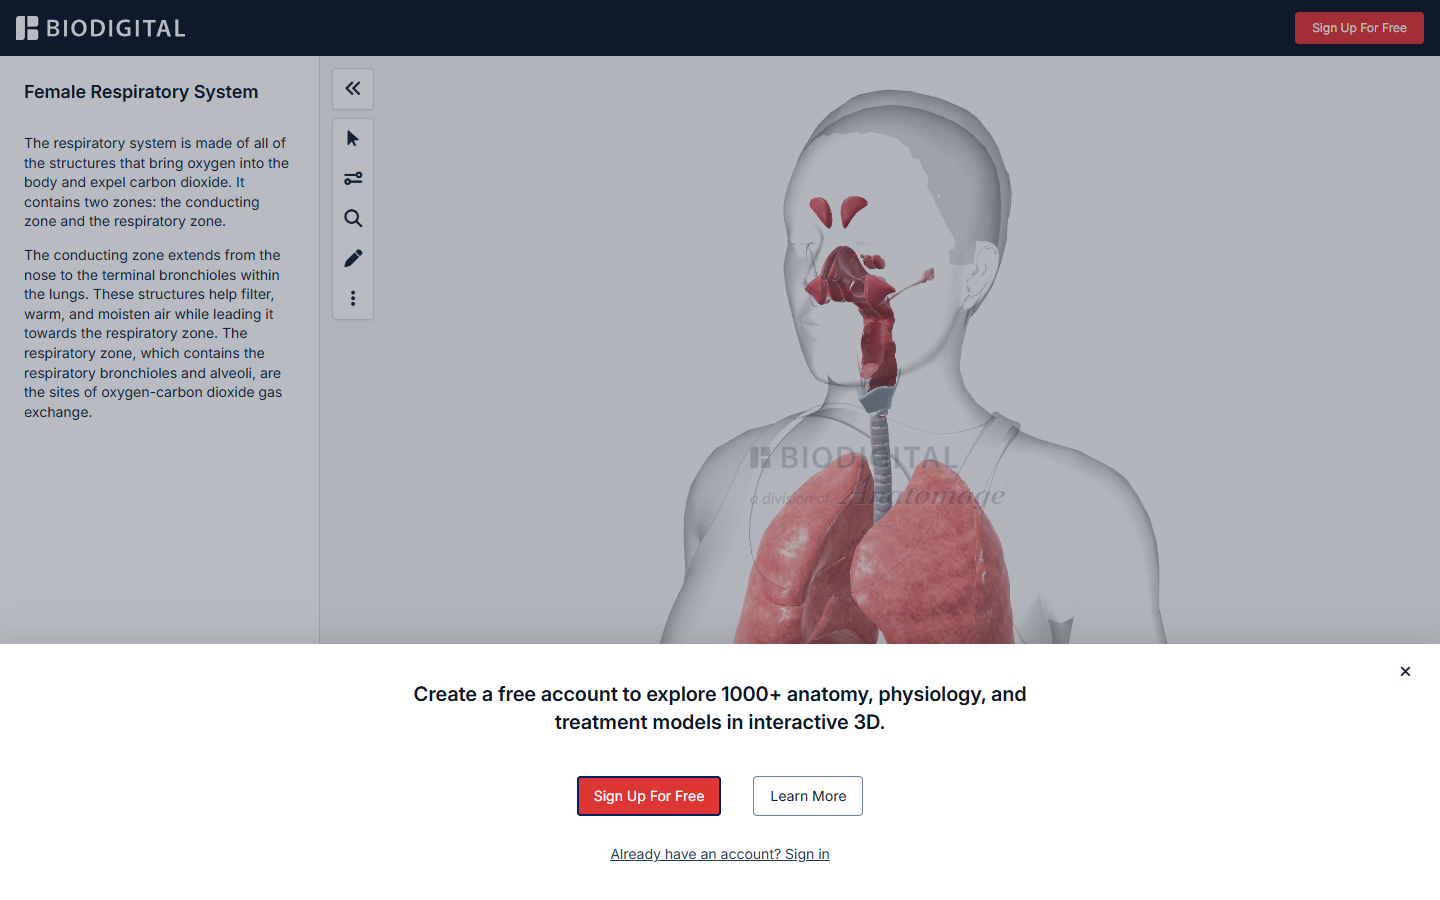 BIODIGITAL
Sign Up For Free
Female Respiratory System
The respiratory system is made of all of
the structures that bring oxygen into the
body and expel carbon dioxide. It
contains two zones: the conducting
zone and the respiratory zone.
The conducting zone extends from the
nose to the terminal bronchioles within
the lungs. These structures help filter,
warm, and moisten air while leading it
towards the respiratory zone. The
respiratory zone, which contains the
respiratory bronchioles and alveoli, are
the sites of oxygen-carbon dioxide gas
exchange.
BIODIGITAL
a division of Anatomage
Create a free account to explore 1000+ anatomy, physiology, and
treatment models in interactive 3D.
Sign Up For Free
Learn More
Already have an account? Sign in